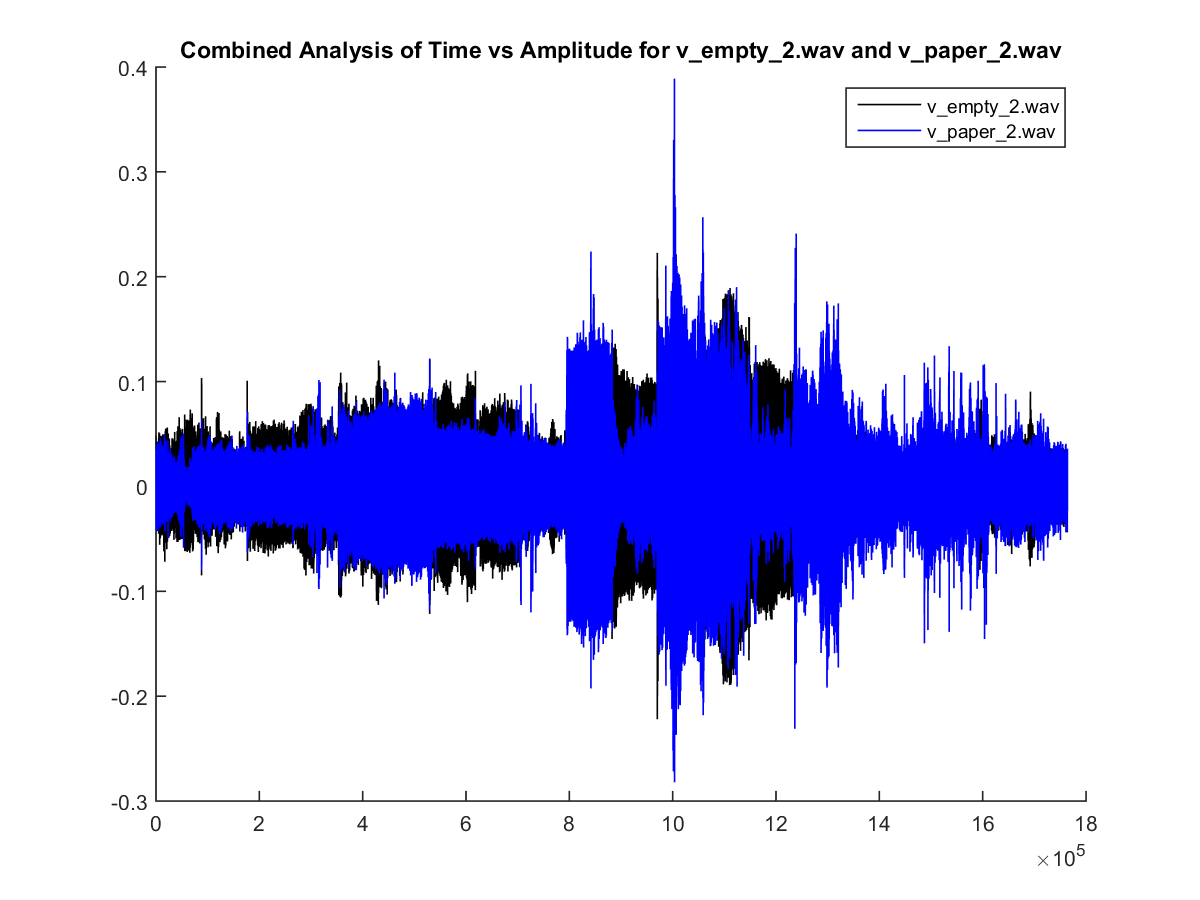 Combined Analysis of Time vs Amplitude for v_empty_2.wav and v_paper_2.wav
v_empty_2.wav
v_paper_2.wav
0.4
0.3
0.2
0.1
0
-0.1
-0.2
-0.3
0 2 4 6 8 10 12 14 16 18
×10^5